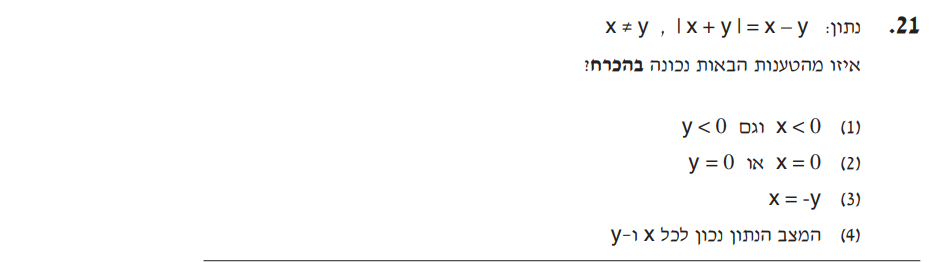 21. נתון: x ≠ y , |x + y| = x – y
איזו מהטענות הבאות נכונה בהכרח?
(1) x < 0 וגם y < 0
(2) x = 0 או y = 0
(3) x = -y
(4) המצב הנתון נכון לכל x ו-y